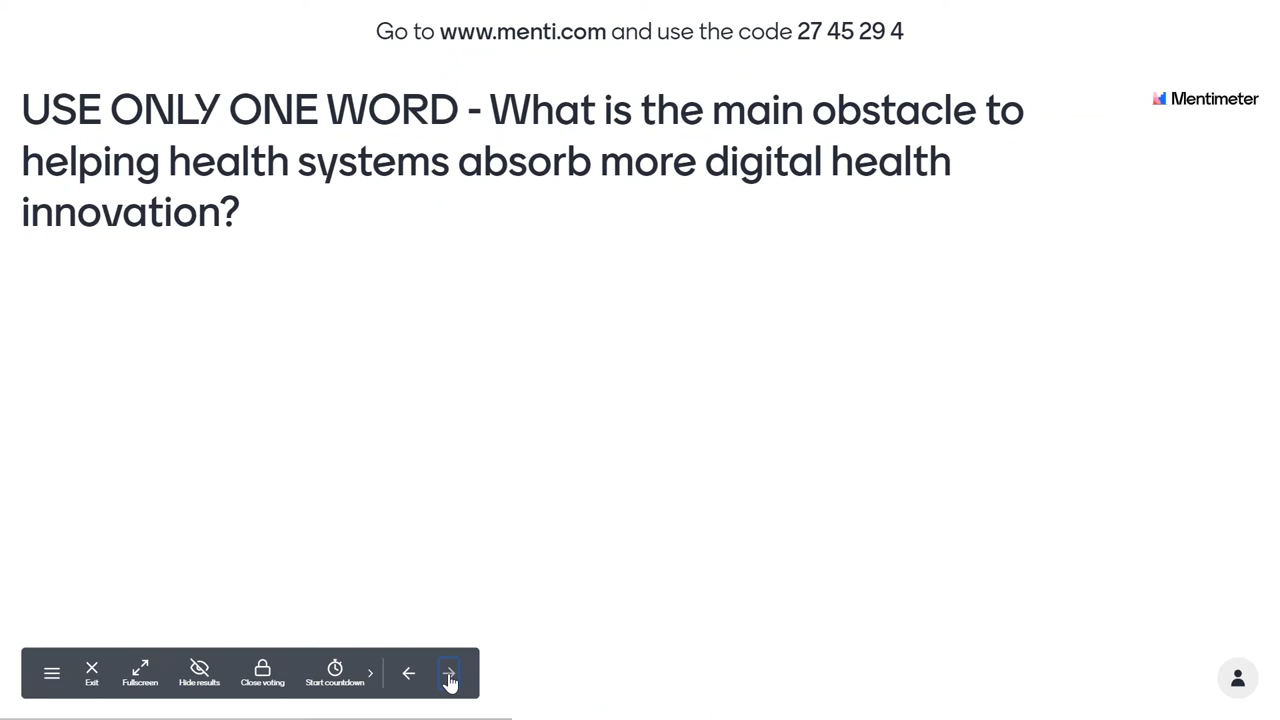 Go to www.menti.com and use the code 27 45 29 4
USE ONLY ONE WORD - What is the main obstacle to
helping health systems absorb more digital health
innovation?
Mentimeter
Exit
Fullscreen
Hide results
Close voting
Start countdown